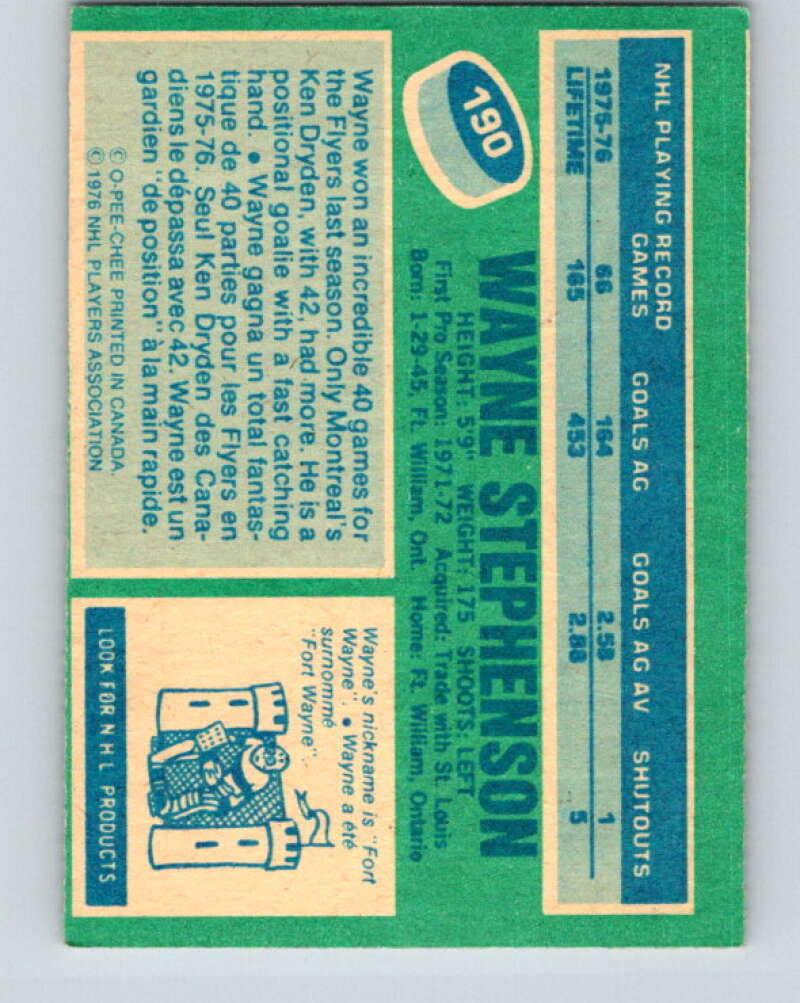 NHL PLAYING RECORD
GAMES GOALS AG GOALS AG AV SHUTOUTS
1975-76 66 164 2.58 1
LIFETIME 165 453 2.88 5
190
WAYNE STEPHENSON
HEIGHT: 5'9" WEIGHT: 175 SHOOTS: LEFT
First Pro Season: 1971-72 Acquired: Trade with St. Louis
Born: 1-29-45, Ft. William, Ont. Home: Ft. William, Ontario
Wayne won an incredible 40 games for
the Flyers last season. Only Montreal's
Ken Dryden, with 42, had more. He is a
positional goalie with a fast catching
hand. • Wayne gagna un total fantas-
tique de 40 parties pour les Flyers en
1975-76. Seul Ken Dryden des Cana-
diens le dépassa avec 42. Wayne est un
gardien "de position" à la main rapide.
© O-PEE-CHEE PRINTED IN CANADA.
© 1976 NHL PLAYERS ASSOCIATION
Wayne's nickname is "Fort
Wayne". • Wayne a été
surnommé
"Fort Wayne".
LOOK FOR NHL PRODUCTS